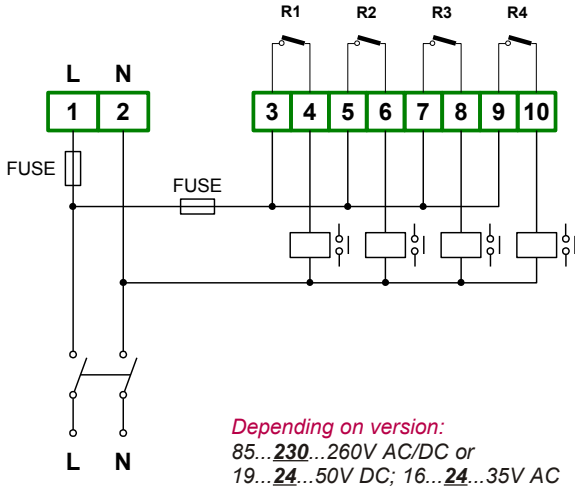 R1 R2 R3 R4
L N
1 2 3 4 5 6 7 8 9 10
FUSE
FUSE
L N
Depending on version:
85...230...260V AC/DC or
19...24...50V DC; 16...24...35V AC